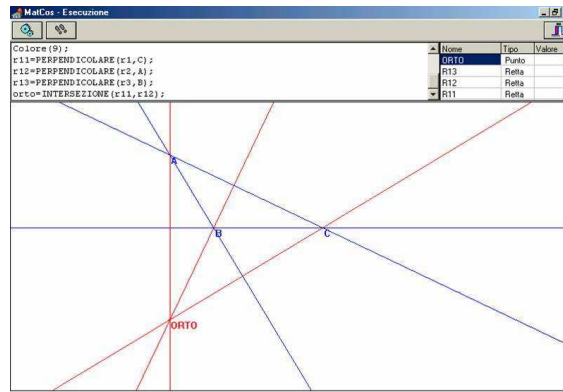 MatCos - Esecuzione
Colore(9);
r11=PERPENDICOLARE(r1,C);
r12=PERPENDICOLARE(r2,A);
r13=PERPENDICOLARE(r3,B);
orto=INTERSEZIONE(r11,r12);
Nome Tipo Valore
ORTO Punto
R13 Retta
R12 Retta
R11 Retta
A
B
C
ORTO